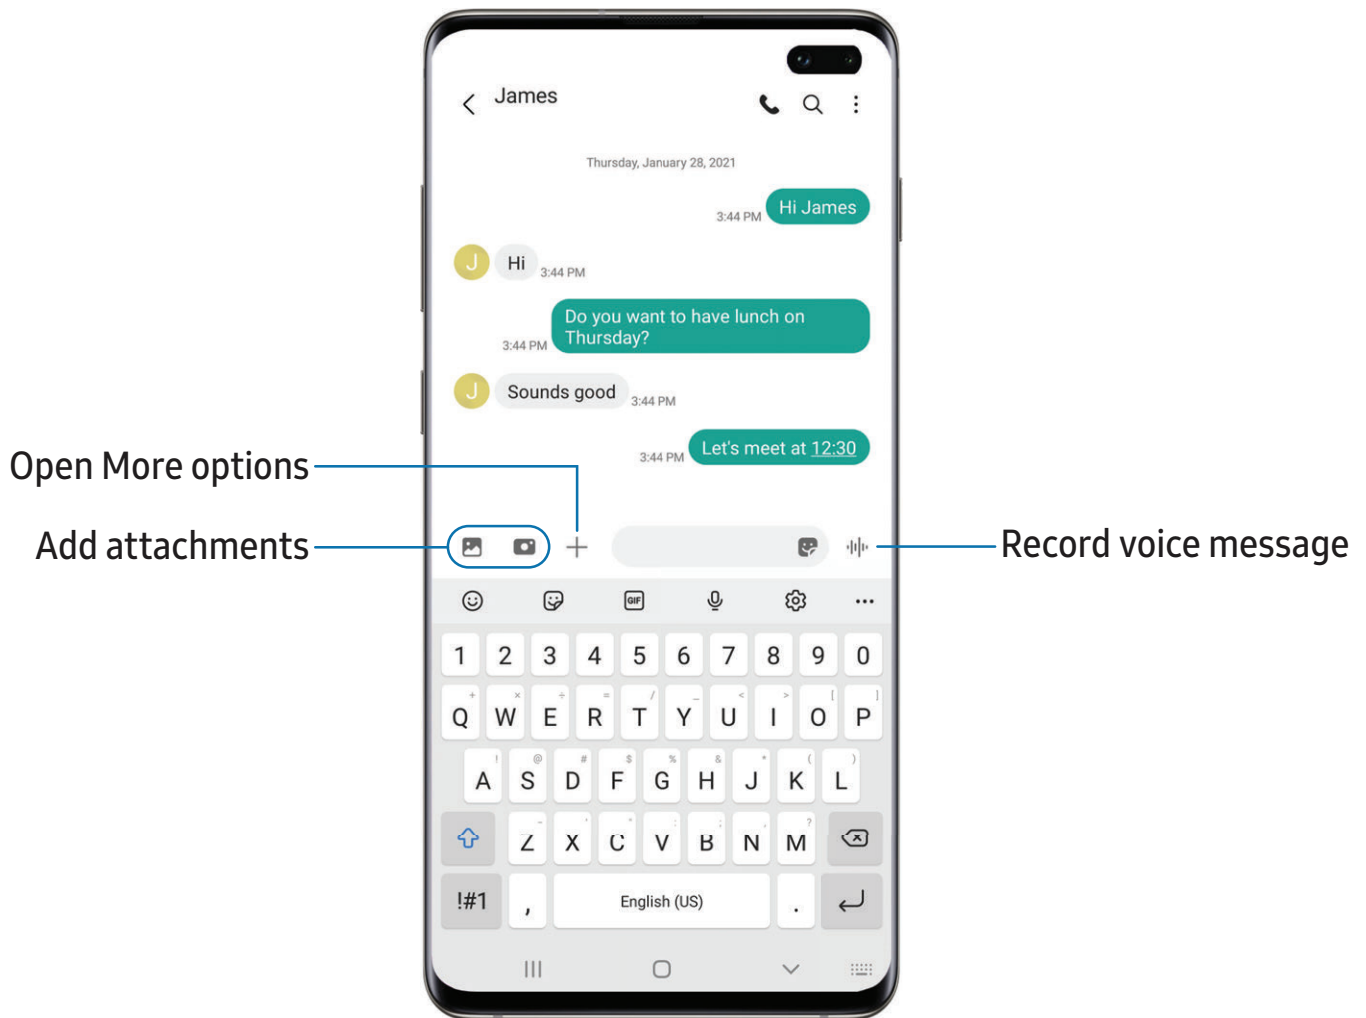 James
Thursday, January 28, 2021
3:44 PM Hi James
J Hi 3:44 PM
Do you want to have lunch on
3:44 PM Thursday?
J Sounds good 3:44 PM
3:44 PM Let's meet at 12:30
Open More options
Add attachments
Record voice message
GIF
1 2 3 4 5 6 7 8 9 0
+ × ÷ = / _ < > [ ]
Q W E R T Y U I O P
! @ # $ % & * ( )
A S D F G H J K L
- ' " : ; , ?
Z X C V B N M
!#1 , English (US) .